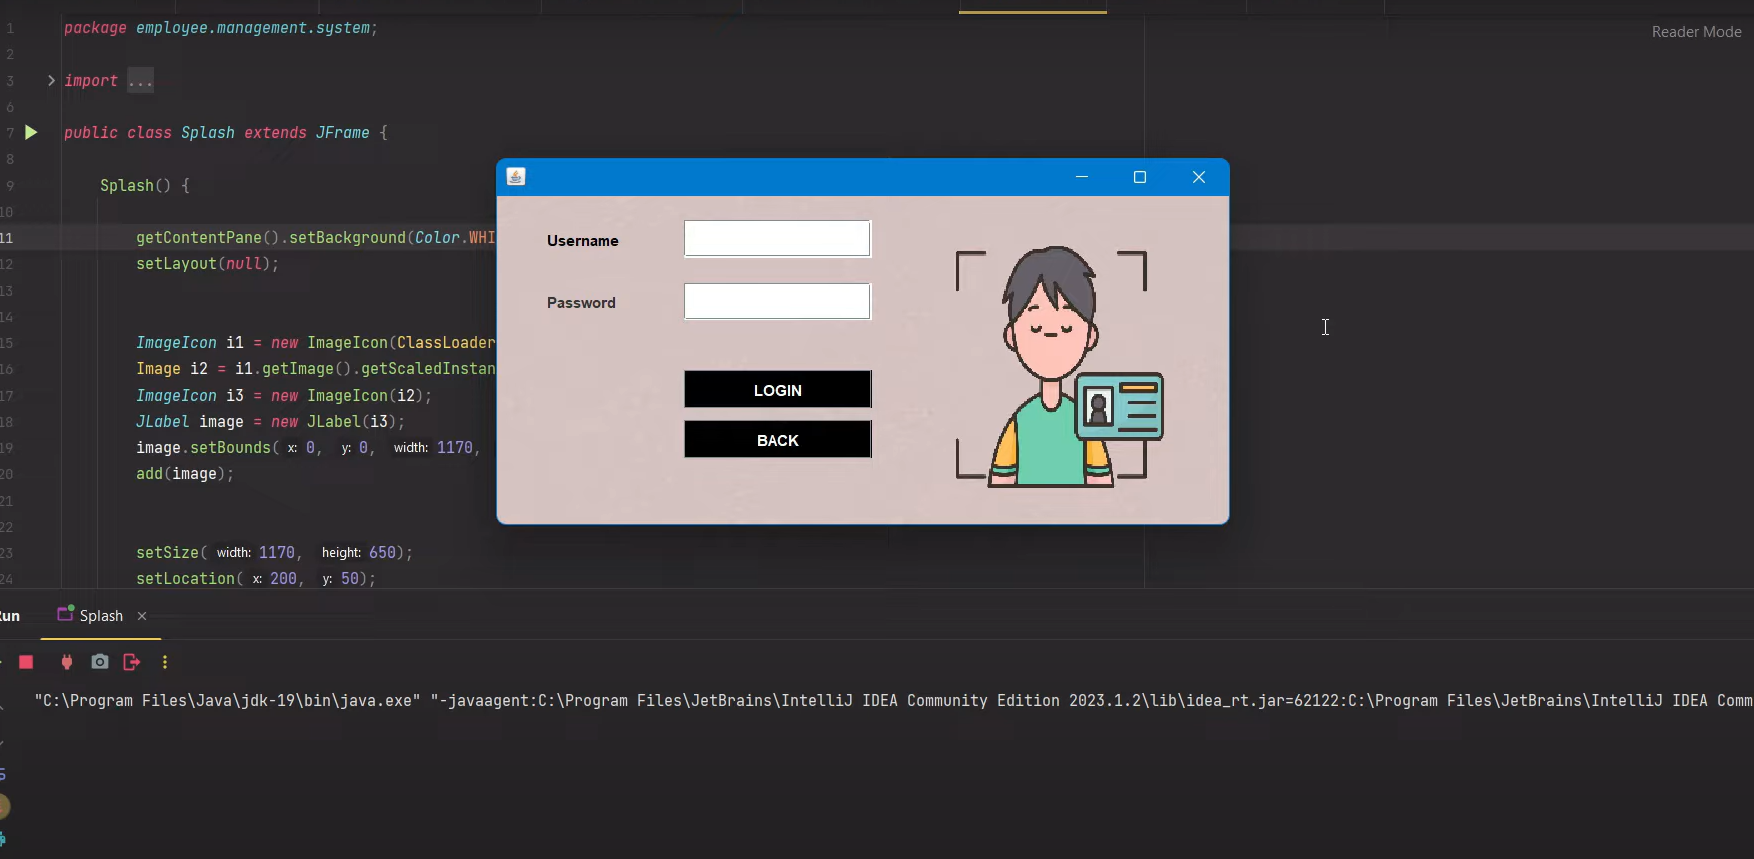 1 package employee.management.system;
Reader Mode
2
3 import ...
6
7 public class Splash extends JFrame {
8
9 Splash() {
10
11 getContentPane().setBackground(Color.WHI
12 setLayout(null);
13
14
15 ImageIcon i1 = new ImageIcon(ClassLoader
16 Image i2 = i1.getImage().getScaledInstan
17 ImageIcon i3 = new ImageIcon(i2);
18 JLabel image = new JLabel(i3);
19 image.setBounds( x: 0, y: 0, width: 1170,
20 add(image);
21
22
23 setSize( width: 1170, height: 650);
24 setLocation( x: 200, y: 50);
Username
Password
LOGIN
BACK
Run Splash
"C:\Program Files\Java\jdk-19\bin\java.exe" "-javaagent:C:\Program Files\JetBrains\IntelliJ IDEA Community Edition 2023.1.2\lib\idea_rt.jar=62122:C:\Program Files\JetBrains\IntelliJ IDEA Comm